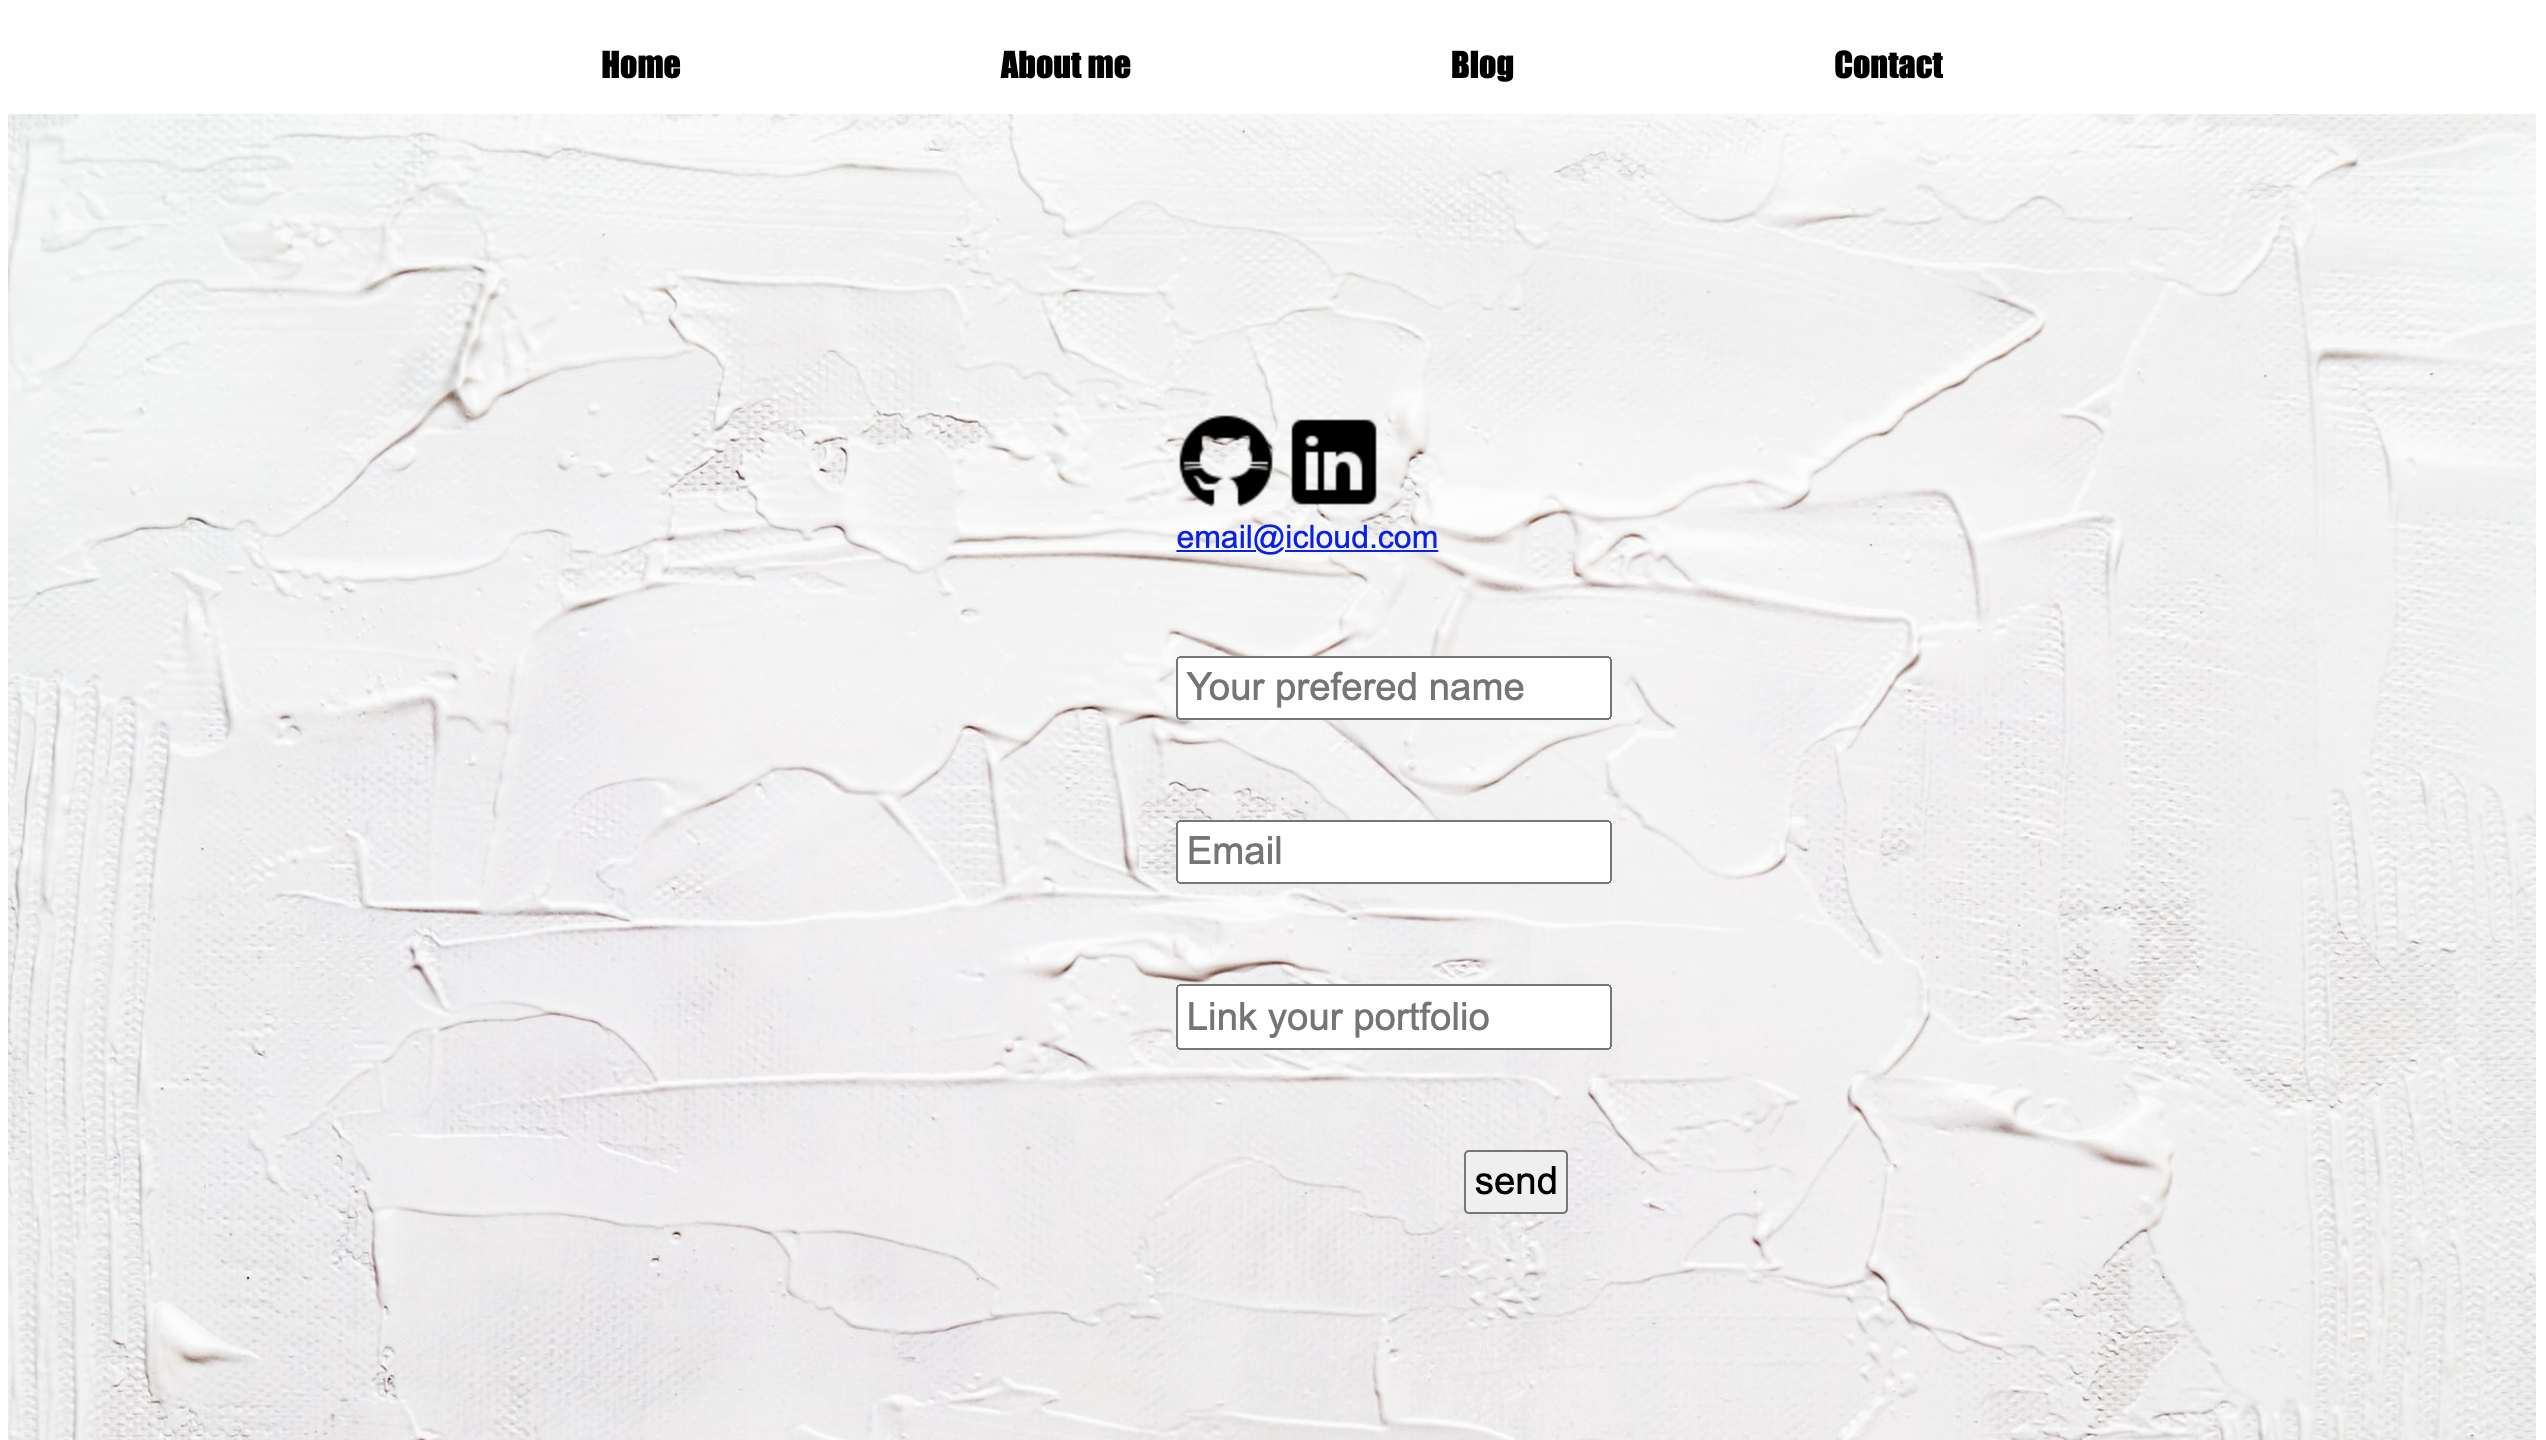 Home About me Blog Contact
in
email@icloud.com
Your prefered name
Email
Link your portfolio
send